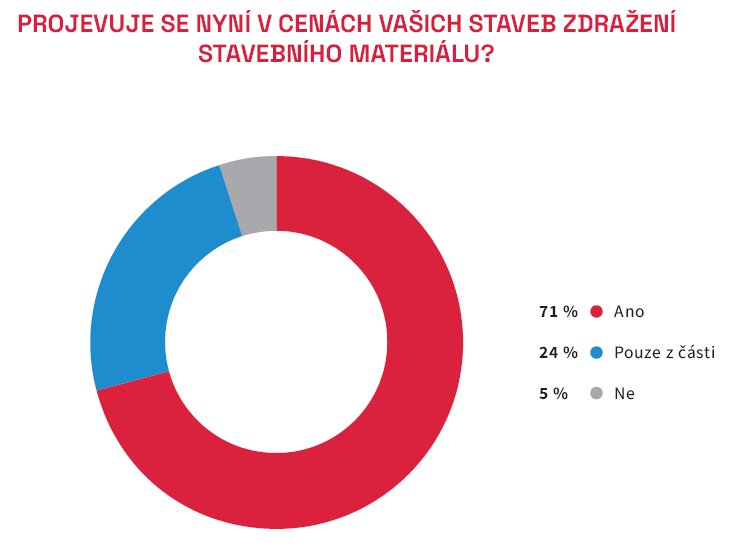 PROJEVUJE SE NYNÍ V CENÁCH VAŠICH STAVEB ZDRAŽENÍ
STAVEBNÍHO MATERIÁLU?
71 % Ano
24 % Pouze z části
5 % Ne